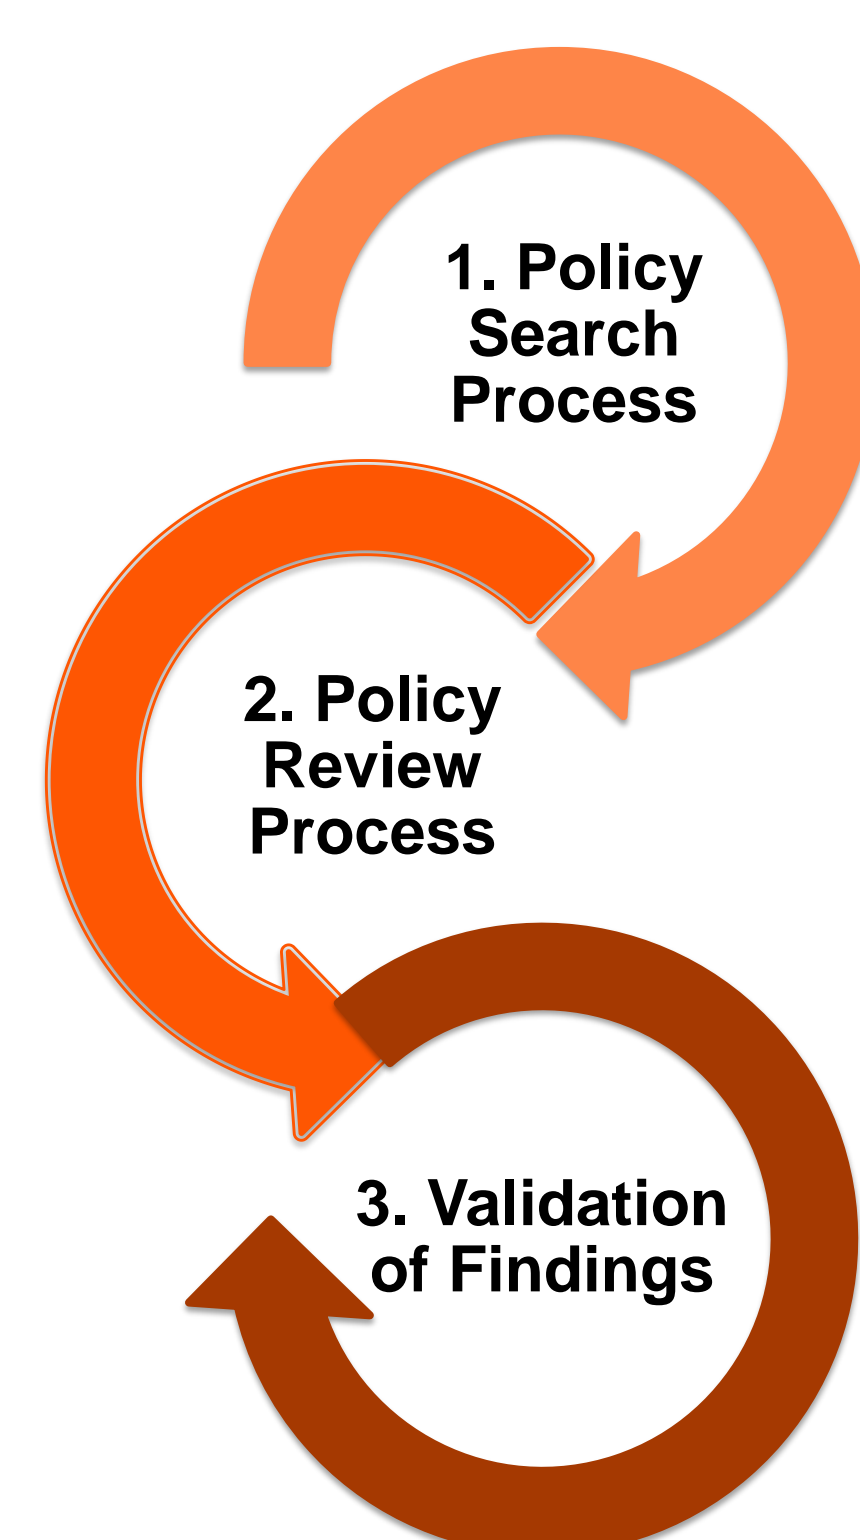 1. Policy
Search
Process
2. Policy
Review
Process
3. Validation
of Findings